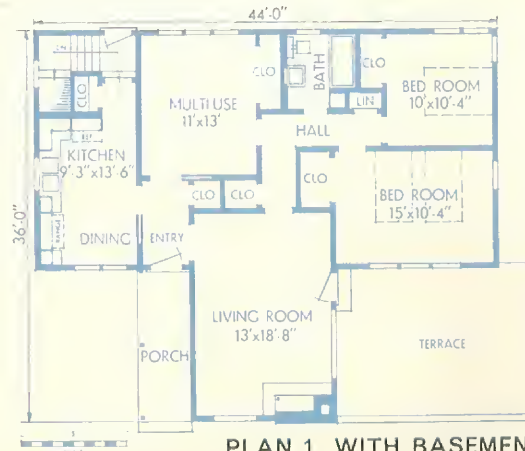 44'-0"
36'-0"
CLO
MULTI USE
11'x13'
CLO
BATH
CLO
LIN
BED ROOM
10'x10'-4"
HALL
REF
KITCHEN
9'-3"x13'-6"
RANGE
DINING
ENTRY
CLO
CLO
CLO
BED ROOM
15'x10'-4"
LIVING ROOM
13'x18'-8"
PORCH
TERRACE
PLAN 1 WITH BASEMEN